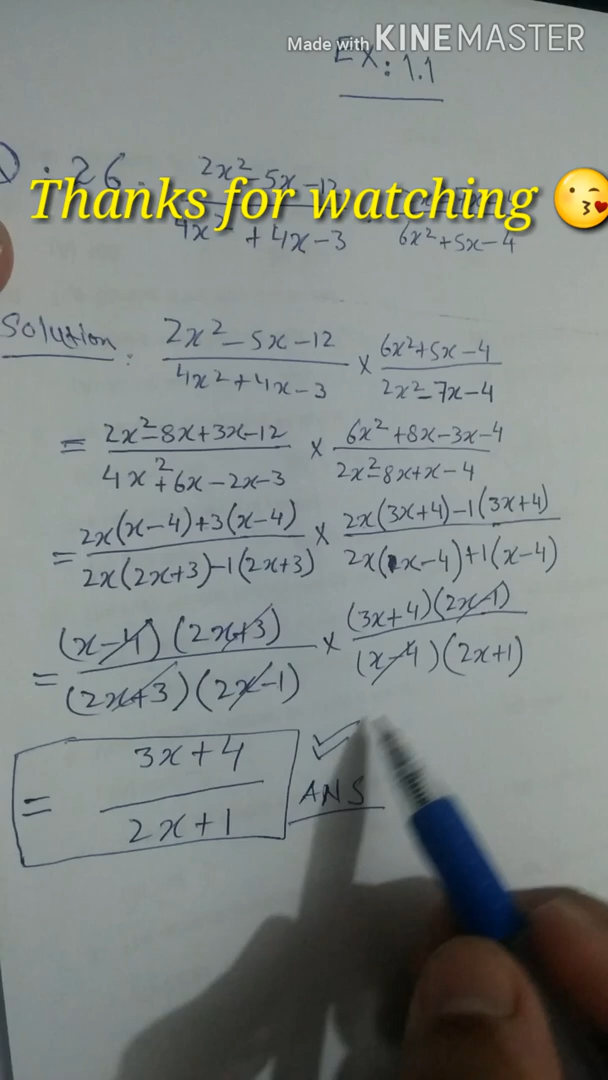 Made with KINEMASTER
Ex: 1.1
26. 2x²-5x-12 / 4x²+4x-3 ÷ / 6x²+5x-4
Thanks for watching 😘
Solution: 2x²-5x-12 / 4x²+4x-3 × 6x²+5x-4 / 2x²-7x-4
= 2x²-8x+3x-12 / 4x²+6x-2x-3 × 6x²+8x-3x-4 / 2x²-8x+x-4
= 2x(x-4)+3(x-4) / 2x(2x+3)-1(2x+3) × 2x(3x+4)-1(3x+4) / 2x(x-4)+1(x-4)
= (x-4)(2x+3) / (2x+3)(2x-1) × (3x+4)(2x-1) / (x-4)(2x+1)
= 3x+4 / 2x+1 ANS